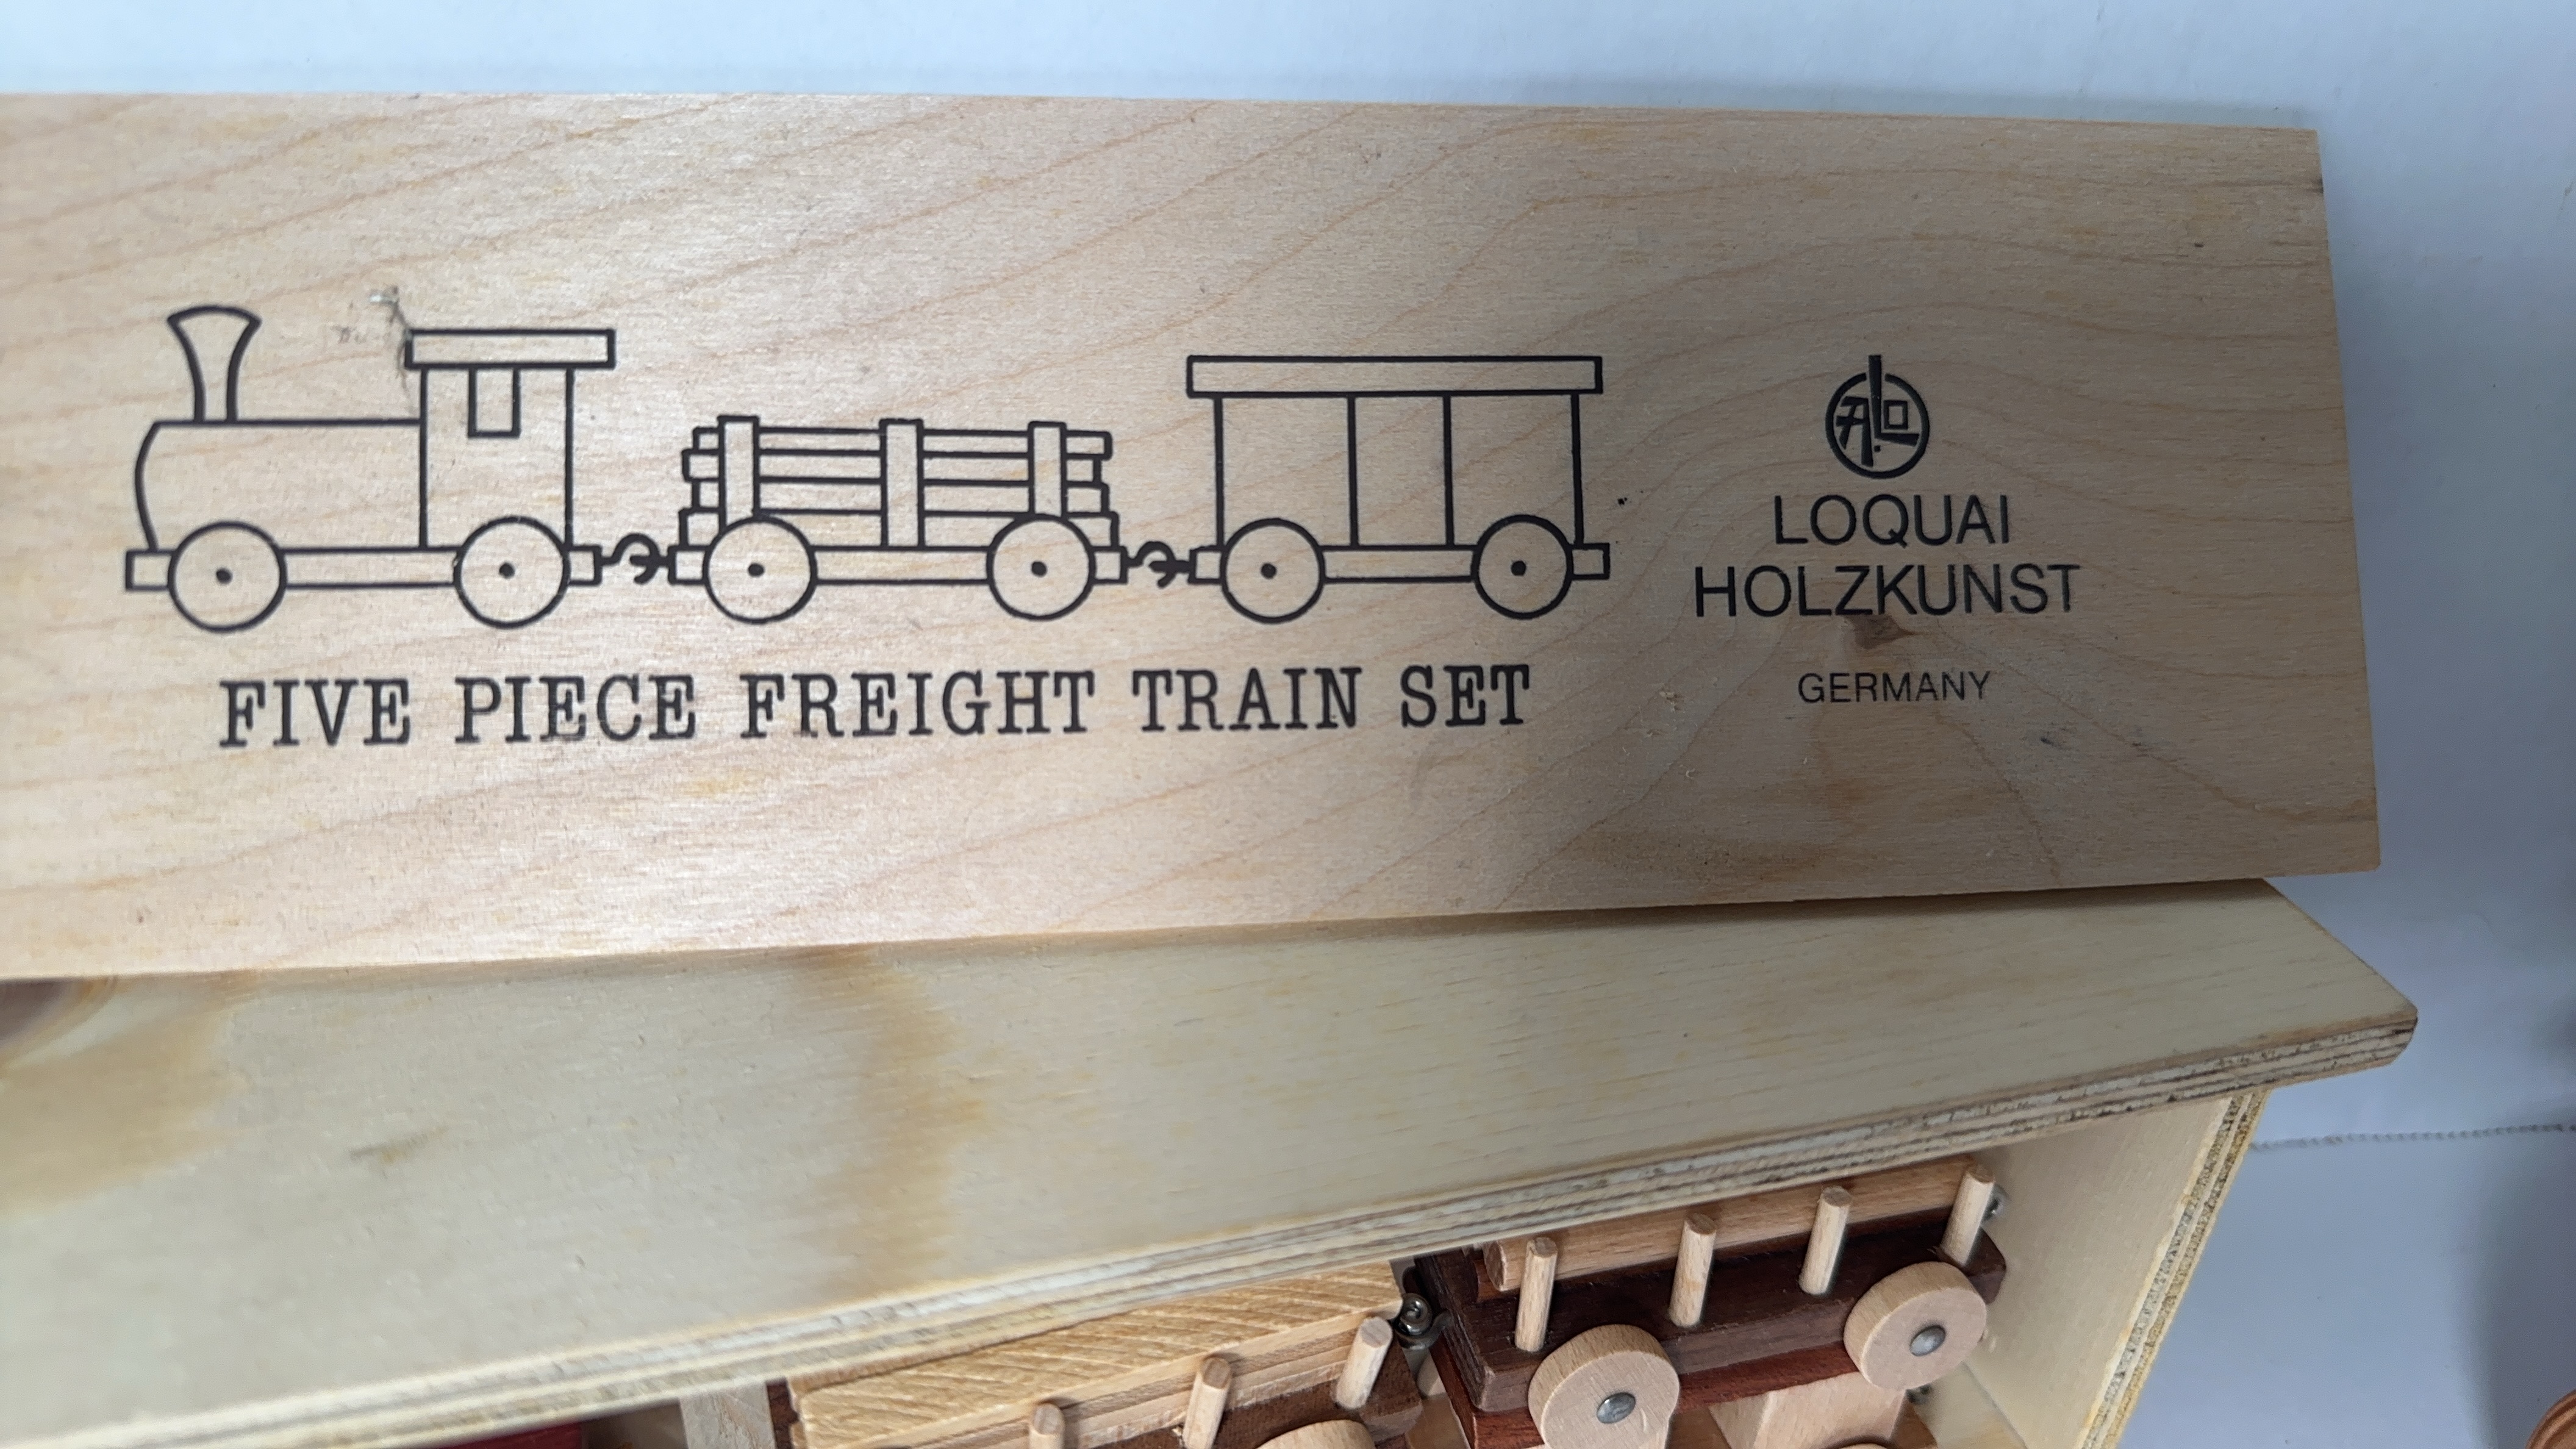 FIVE PIECE FREIGHT TRAIN SET
LOQUAI
HOLZKUNST
GERMANY